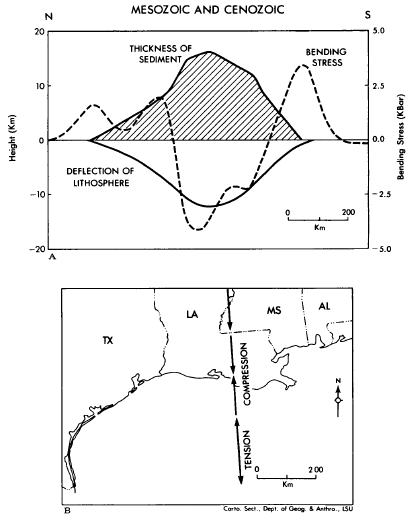 MESOZOIC AND CENOZOIC
N
S
20
10
0
−10
−20
Height (Km)
THICKNESS OF
SEDIMENT
BENDING
STRESS
DEFLECTION OF
LITHOSPHERE
0 200
Km
5.0
2.5
0.0
−2.5
−5.0
Bending Stress (KBar)
A
TX
LA
MS
AL
COMPRESSION
TENSION
N
0 200
Km
B
Carto. Sect., Dept. of Geog. & Anthro., LSU